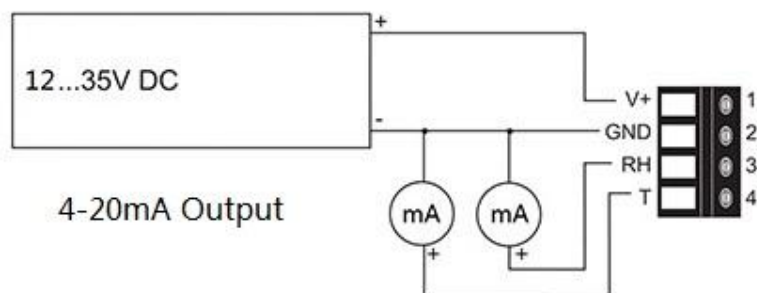 +
12...35V DC
V+ 1
-
GND 2
RH 3
4-20mA Output
mA
mA
T 4
+
+